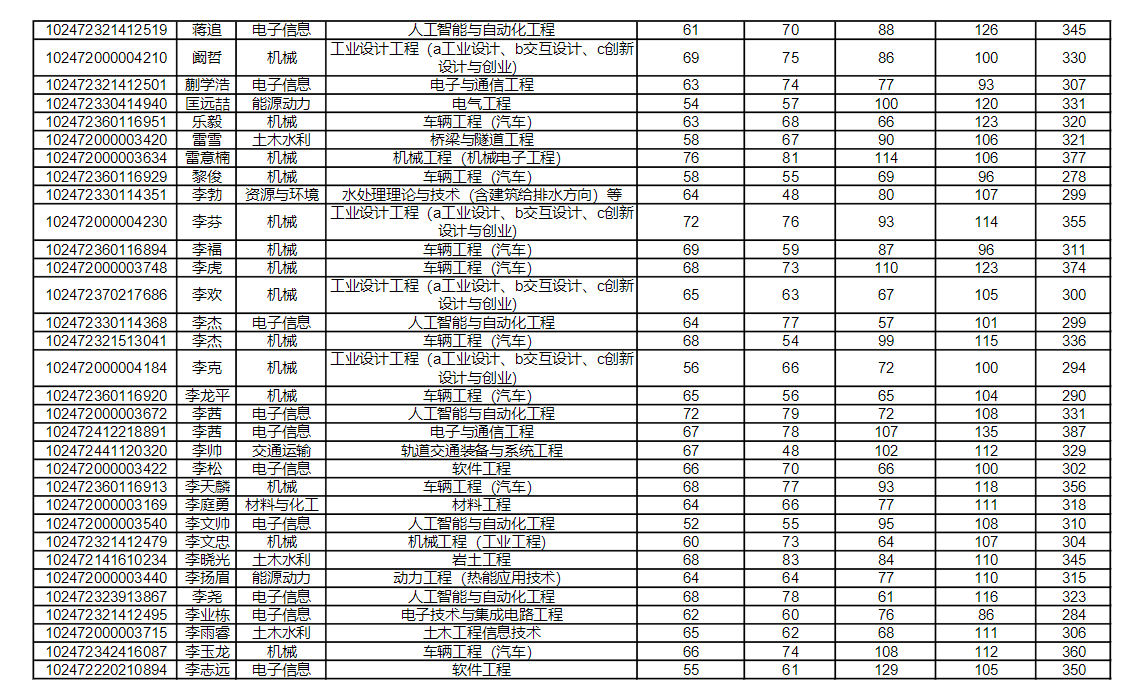 102472321412519 蒋追 电子信息 人工智能与自动化工程 61 70 88 126 345
102472000004210 阚哲 机械 工业设计工程（a工业设计、b交互设计、c创新设计与创业) 69 75 86 100 330
102472321412501 蒯学浩 电子信息 电子与通信工程 63 74 77 93 307
102472330414940 匡远喆 能源动力 电气工程 54 57 100 120 331
102472360116951 乐毅 机械 车辆工程（汽车） 63 68 66 123 320
102472000003420 雷雪 土木水利 桥梁与隧道工程 58 67 90 106 321
102472000003634 雷意楠 机械 机械工程（机械电子工程） 76 81 114 106 377
102472360116929 黎俊 机械 车辆工程（汽车） 58 55 69 96 278
102472330114351 李勃 资源与环境 水处理理论与技术（含建筑给排水方向）等 64 48 80 107 299
102472000004230 李芬 机械 工业设计工程（a工业设计、b交互设计、c创新设计与创业) 72 76 93 114 355
102472360116894 李福 机械 车辆工程（汽车） 69 59 87 96 311
102472000003748 李虎 机械 车辆工程（汽车） 68 73 110 123 374
102472370217686 李欢 机械 工业设计工程（a工业设计、b交互设计、c创新设计与创业) 65 63 67 105 300
102472330114368 李杰 电子信息 人工智能与自动化工程 64 77 57 101 299
102472321513041 李杰 机械 车辆工程（汽车） 68 54 99 115 336
102472000004184 李克 机械 工业设计工程（a工业设计、b交互设计、c创新设计与创业) 56 66 72 100 294
102472360116920 李龙平 机械 车辆工程（汽车） 65 56 65 104 290
102472000003672 李茜 电子信息 人工智能与自动化工程 72 79 72 108 331
102472412218891 李茜 电子信息 电子与通信工程 67 78 107 135 387
102472441120320 李帅 交通运输 轨道交通装备与系统工程 67 48 102 112 329
102472000003422 李松 电子信息 软件工程 66 70 66 100 302
102472360116913 李天麟 机械 车辆工程（汽车） 68 77 93 118 356
102472000003169 李庭勇 材料与化工 材料工程 64 66 77 111 318
102472000003540 李文帅 电子信息 人工智能与自动化工程 52 55 95 108 310
102472321412479 李文忠 机械 机械工程（工业工程) 60 73 64 107 304
102472141610234 李晓光 土木水利 岩土工程 68 83 84 110 345
102472000003440 李扬眉 能源动力 动力工程（热能应用技术） 64 64 77 110 315
102472323913867 李尧 电子信息 人工智能与自动化工程 68 78 61 116 323
102472321412495 李业栋 电子信息 电子技术与集成电路工程 62 60 76 86 284
102472000003715 李雨睿 土木水利 土木工程信息技术 65 62 68 111 306
102472342416087 李玉龙 机械 车辆工程（汽车） 66 74 108 112 360
102472220210894 李志远 电子信息 软件工程 55 61 129 105 350